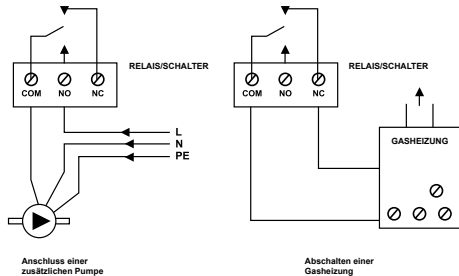 RELAIS/SCHALTER
COM NO NC
L
N
PE
Anschluss einer
zusätzlichen Pumpe
RELAIS/SCHALTER
COM NO NC
GASHEIZUNG
Abschalten einer
Gasheizung